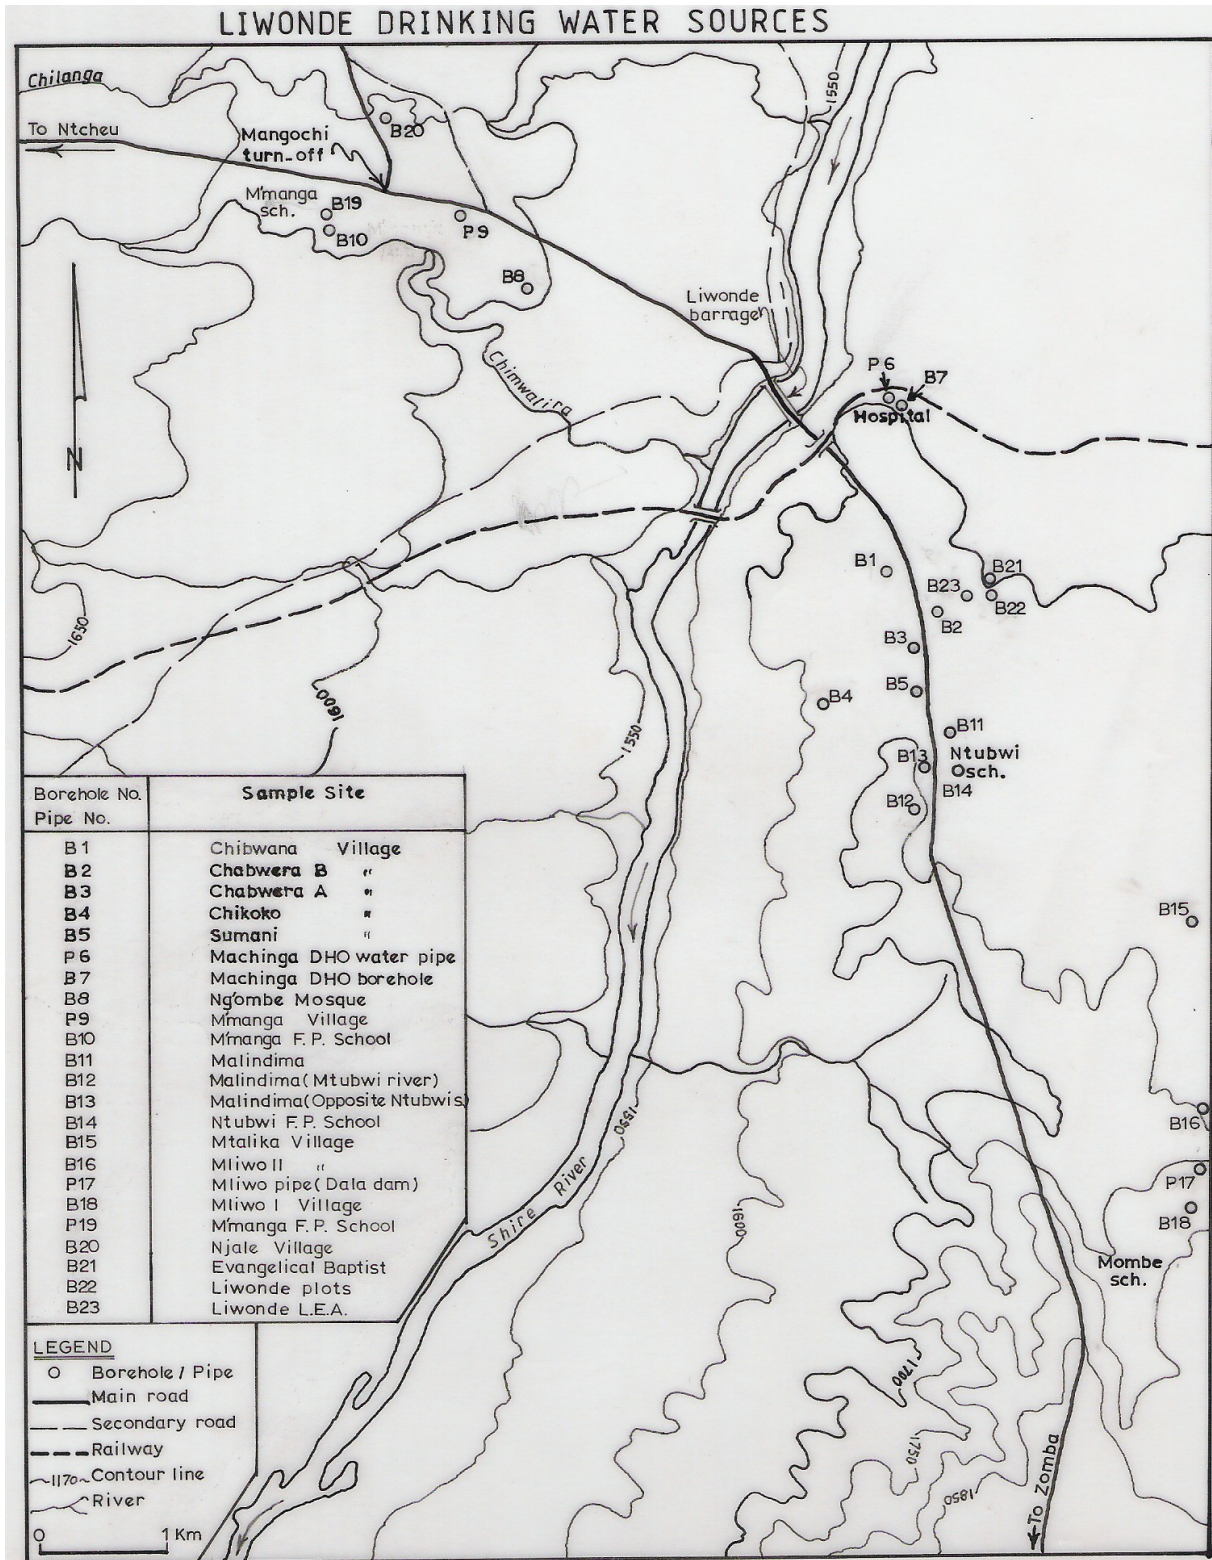 LIWONDE DRINKING WATER SOURCES
Chilanga
To Ntcheu
Mangochi
turn-off
B20
1550
M'manga
sch.
B19
B10
P9
B8
Liwonde
barrage
Chimwalira
P6
B7
Hospital
N
B1
B21
B23
B22
B2
B3
B5
B4
B11
Ntubwi
Osch.
B13
B14
B12
1650
1600
1550
B15
B16
P17
B18
Mombe
sch.
1550
1600
Shire River
1700
1750
1850
To Zomba
Borehole No.
Pipe No.
Sample Site
B1 Chibwana Village
B2 Chabwera B "
B3 Chabwera A "
B4 Chikoko "
B5 Sumani "
P6 Machinga DHO water pipe
B7 Machinga DHO borehole
B8 Ng'ombe Mosque
P9 M'manga Village
B10 M'manga F.P. School
B11 Malindima
B12 Malindima(Mtubwi river)
B13 Malindima(Opposite Ntubwis)
B14 Ntubwi F.P. School
B15 Mtalika Village
B16 Mliwo II "
P17 Mliwo pipe(Dala dam)
B18 Mliwo I Village
P19 M'manga F.P. School
B20 Njale Village
B21 Evangelical Baptist
B22 Liwonde plots
B23 Liwonde L.E.A.
LEGEND
Borehole / Pipe
Main road
Secondary road
Railway
1170 Contour line
River
0 1 Km